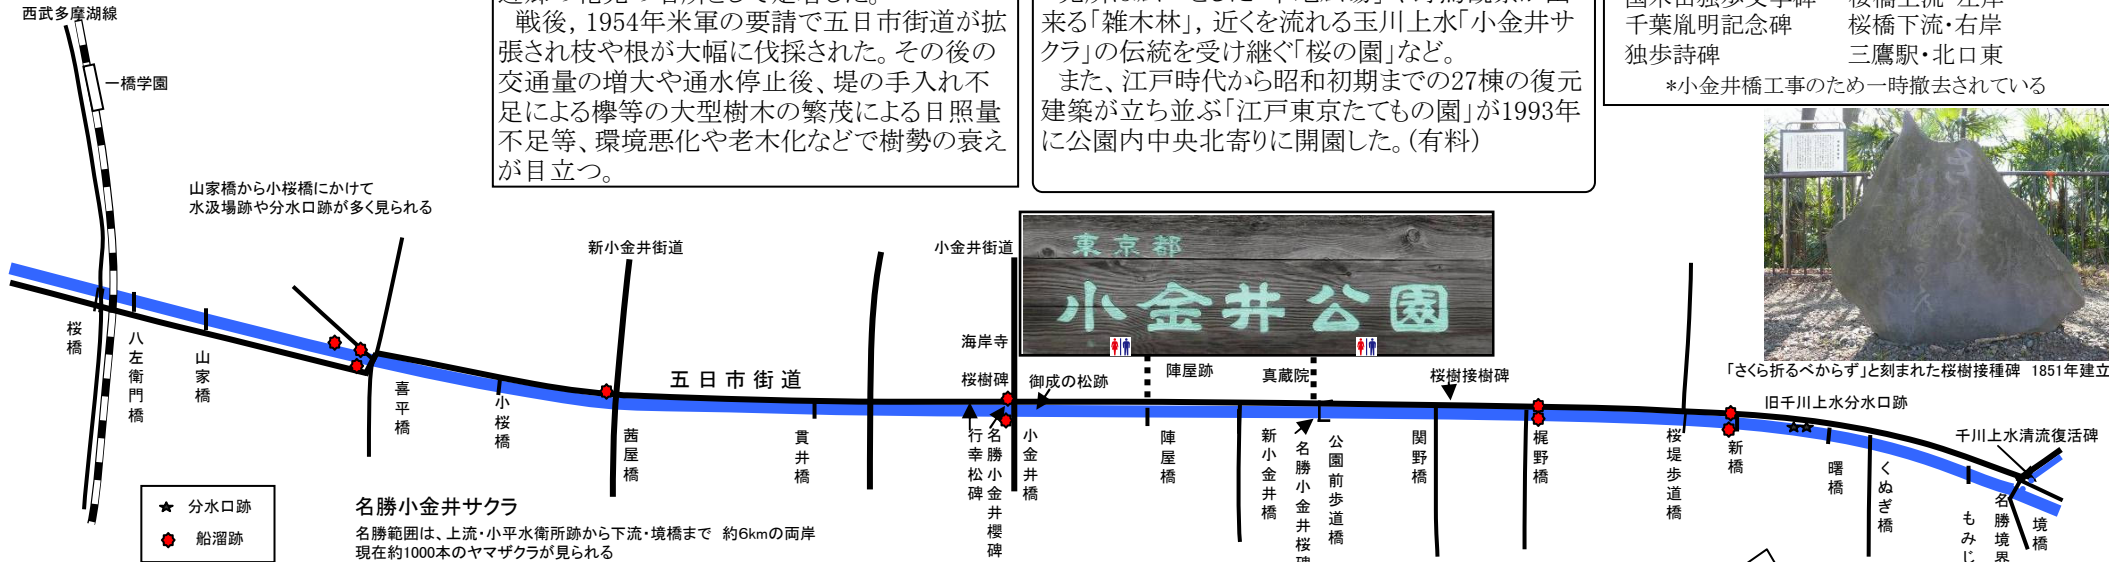 西武多摩湖線
一橋学園
戦後，1954年米軍の要請で五日市街道が拡
張され枝や根が大幅に伐採された。その後の
交通量の増大や通水停止後、堤の手入れ不
足による欅等の大型樹木の繁茂による日照量
不足等、環境悪化や老木化などで樹勢の衰え
が目立つ。
来る「雑木林」，近くを流れる玉川上水「小金井サ
クラ」の伝統を受け継ぐ「桜の園」など。
また、江戸時代から昭和初期までの27棟の復元
建築が立ち並ぶ「江戸東京たてもの園」が1993年
に公園内中央北寄りに開園した。（有料）
国木田独歩文学碑　桜橋上流・左岸
千葉胤明記念碑　桜橋下流・右岸
独歩詩碑　三鷹駅・北口東
*小金井橋工事のため一時撤去されている
「さくら折るべからず」と刻まれた桜樹接種碑 1851年建立
山家橋から小桜橋にかけて
水汲場跡や分水口跡が多く見られる
新小金井街道
小金井街道
東京都
小金井公園
海岸寺
桜樹碑
御成の松跡
陣屋跡
真蔵院
桜樹接樹碑
旧千川上水分水口跡
千川上水清流復活碑
五日市街道
桜橋
八左衛門橋
山家橋
喜平橋
小桜橋
茜屋橋
貫井橋
行幸松碑
名勝小金井櫻碑
小金井橋
陣屋橋
新小金井橋
名勝小金井桜碑
公園前歩道橋
関野橋
梶野橋
桜堤歩道橋
新橋
曙橋
くぬぎ橋
もみじ
名勝境界
境橋
分水口跡
船溜跡
名勝小金井サクラ
名勝範囲は、上流・小平水衛所跡から下流・境橋まで 約6kmの両岸
現在約1000本のヤマザクラが見られる